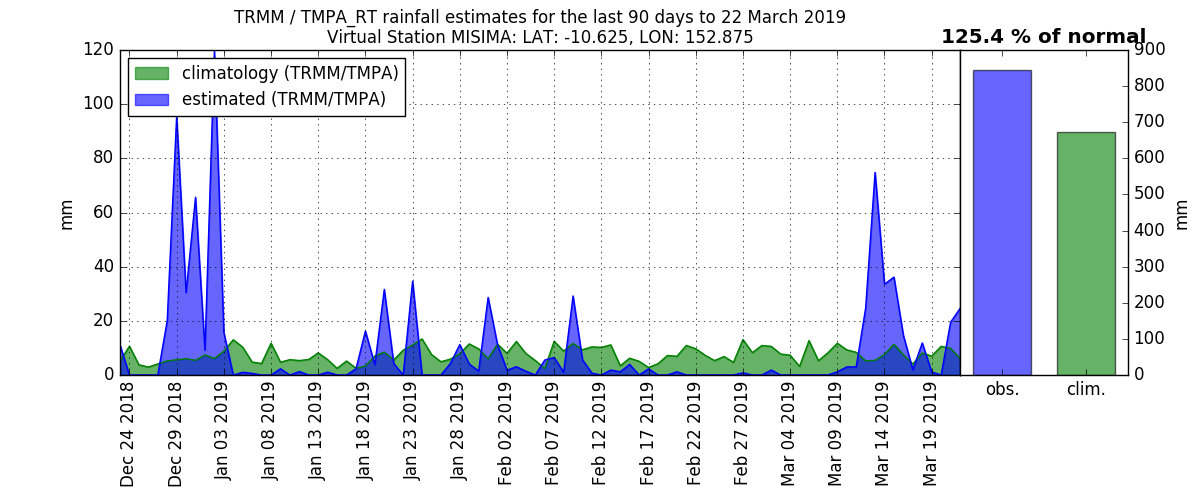 TRMM / TMPA_RT rainfall estimates for the last 90 days to 22 March 2019
Virtual Station MISIMA: LAT: -10.625, LON: 152.875
125.4 % of normal
climatology (TRMM/TMPA)
estimated (TRMM/TMPA)
120
100
80
60
40
20
0
mm
900
800
700
600
500
400
300
200
100
0
mm
Dec 24 2018
Dec 29 2018
Jan 03 2019
Jan 08 2019
Jan 13 2019
Jan 18 2019
Jan 23 2019
Jan 28 2019
Feb 02 2019
Feb 07 2019
Feb 12 2019
Feb 17 2019
Feb 22 2019
Feb 27 2019
Mar 04 2019
Mar 09 2019
Mar 14 2019
Mar 19 2019
obs.
clim.